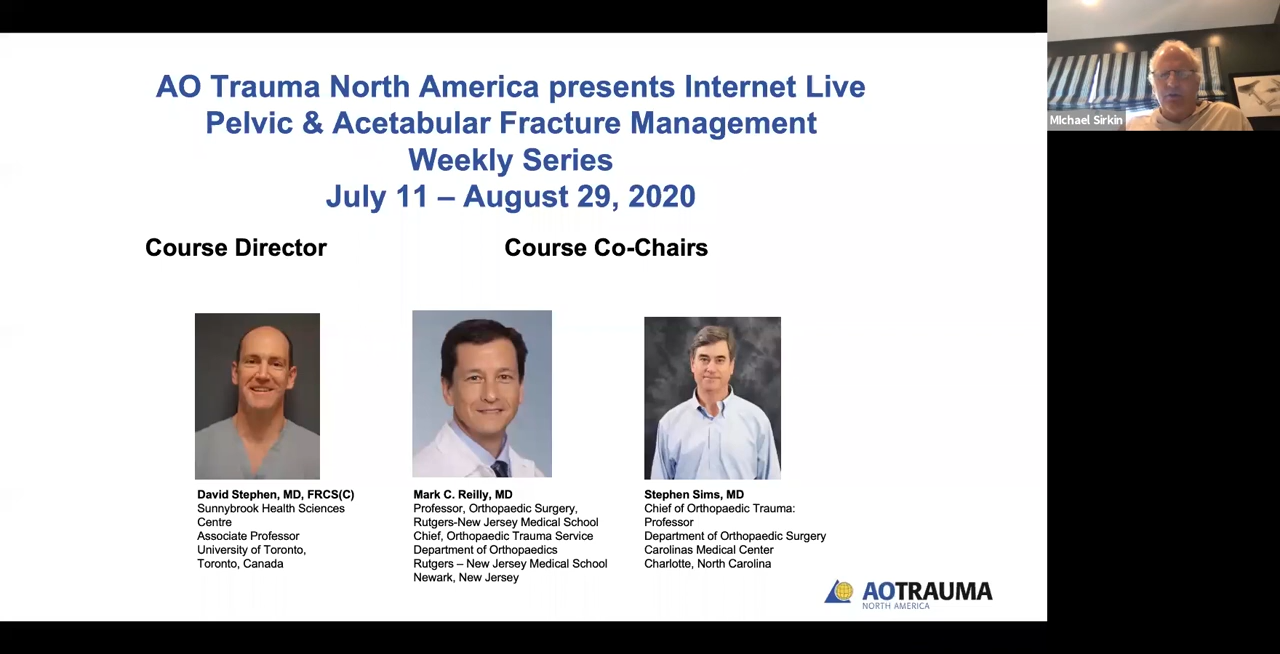 AO Trauma North America presents Internet Live
Pelvic & Acetabular Fracture Management
Weekly Series
July 11 – August 29, 2020
Course Director
Course Co-Chairs
David Stephen, MD, FRCS(C)
Sunnybrook Health Sciences
Centre
Associate Professor
University of Toronto,
Toronto, Canada
Mark C. Reilly, MD
Professor, Orthopaedic Surgery,
Rutgers-New Jersey Medical School
Chief, Orthopaedic Trauma Service
Department of Orthopaedics
Rutgers – New Jersey Medical School
Newark, New Jersey
Stephen Sims, MD
Chief of Orthopaedic Trauma:
Professor
Department of Orthopaedic Surgery
Carolinas Medical Center
Charlotte, North Carolina
AOTRAUMA
NORTH AMERICA
MIchael Sirkin